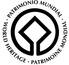 PATRIMONIO MUNDIAL •
WORLD HERITAGE •
PATRIMOINE MONDIAL •